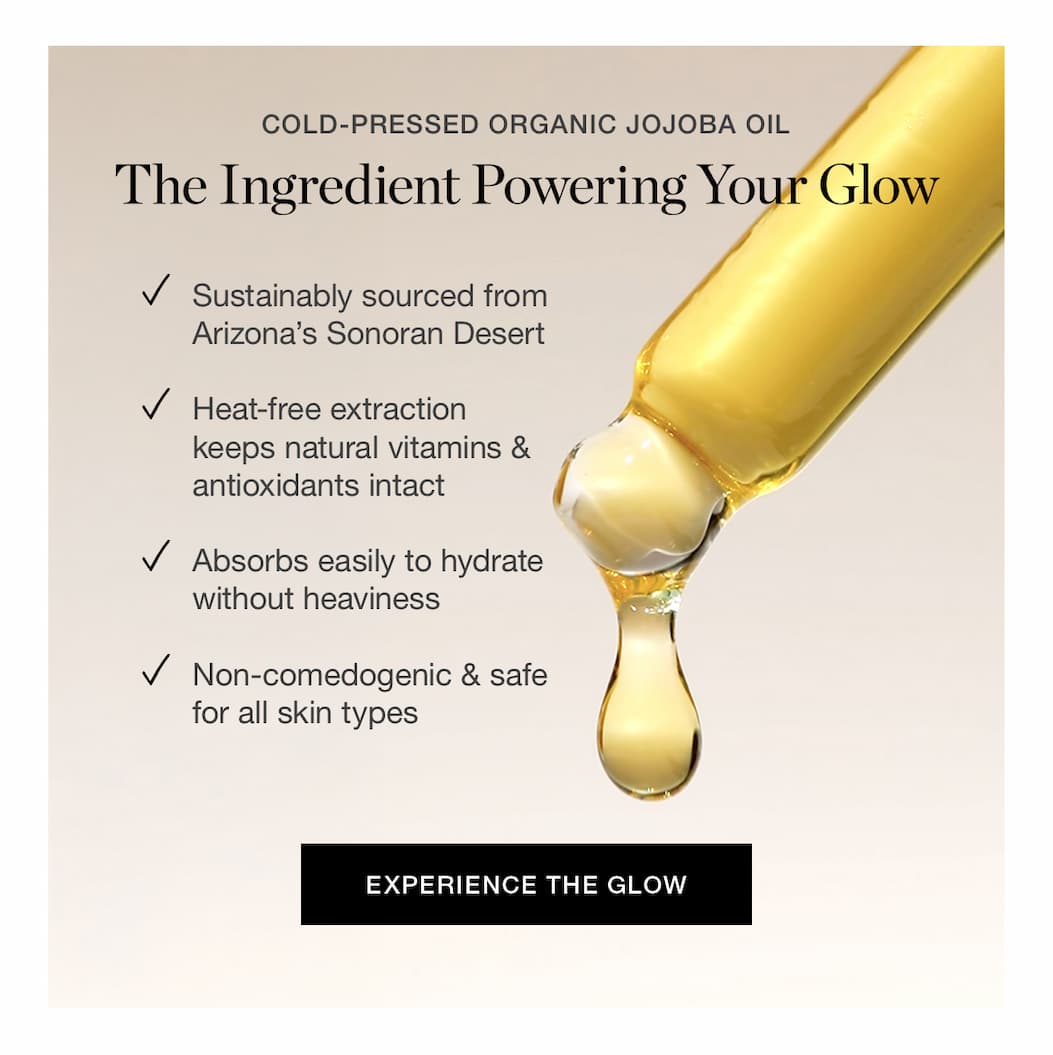 COLD-PRESSED ORGANIC JOJOBA OIL
The Ingredient Powering Your Glow
Sustainably sourced from
Arizona’s Sonoran Desert
Heat-free extraction
keeps natural vitamins &
antioxidants intact
Absorbs easily to hydrate
without heaviness
Non-comedogenic & safe
for all skin types
EXPERIENCE THE GLOW